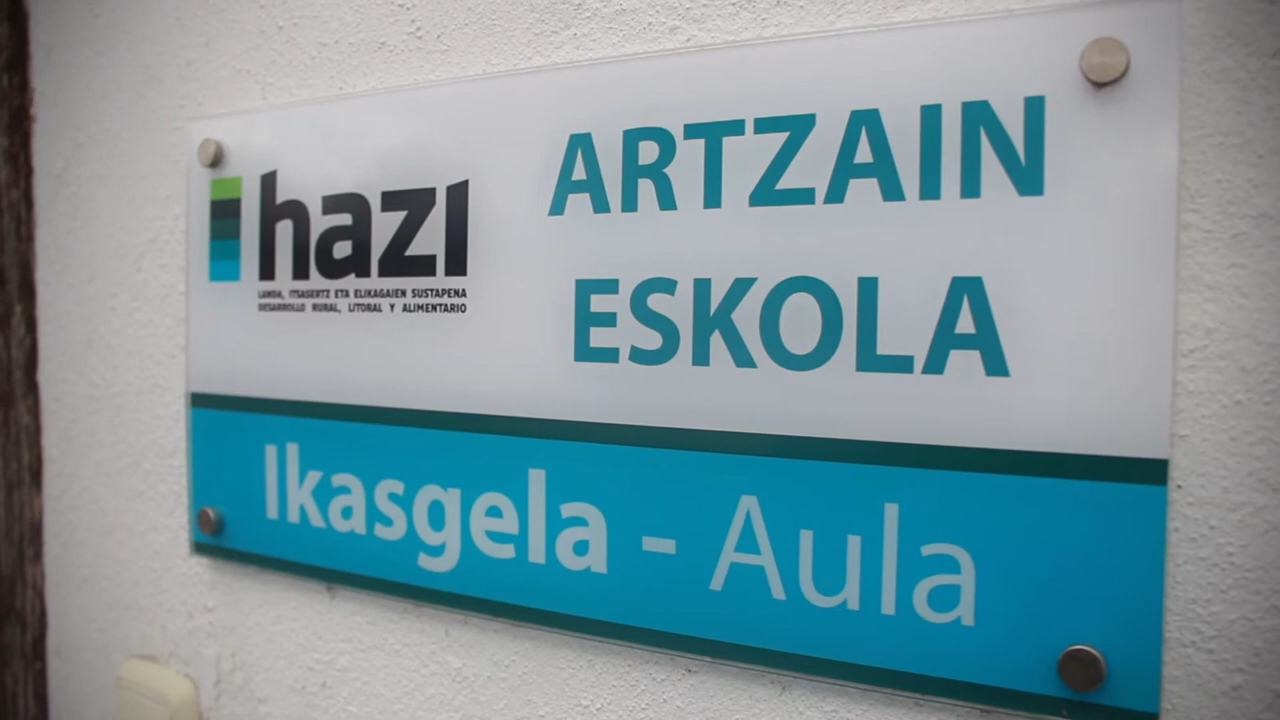 hazi
LANDA, ITSASERTZ ETA ELIKAGAIEN SUSTAPENA
DESARROLLO RURAL, LITORAL Y ALIMENTARIO
ARTZAIN
ESKOLA
Ikasgela - Aula